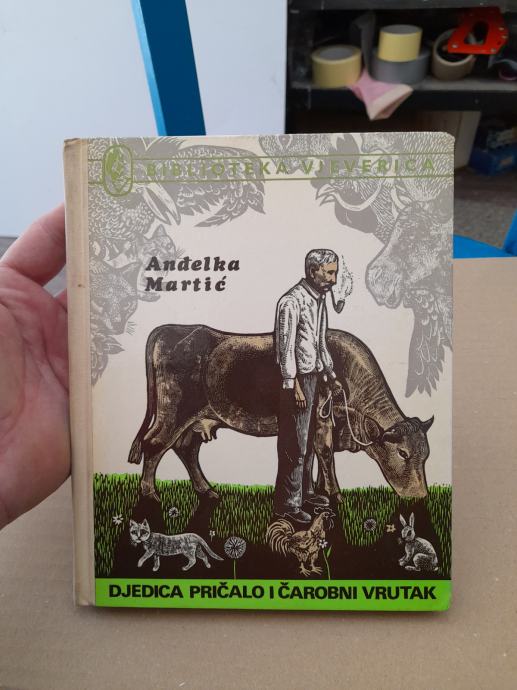 BIBLIOTEKA VJEVERICA
Anđelka
Martić
DJEDICA PRIČALO I ČAROBNI VRUTAK